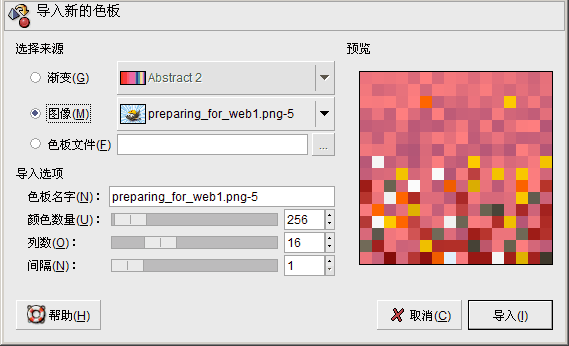 导入新的色板
选择来源
预览
渐变(G)
Abstract 2
图像(M)
preparing_for_web1.png-5
色板文件(F)
...
导入选项
色板名字(N)：
preparing_for_web1.png-5
颜色数量(U)：
256
列数(O)：
16
间隔(N)：
1
帮助(H)
取消(C)
导入(I)